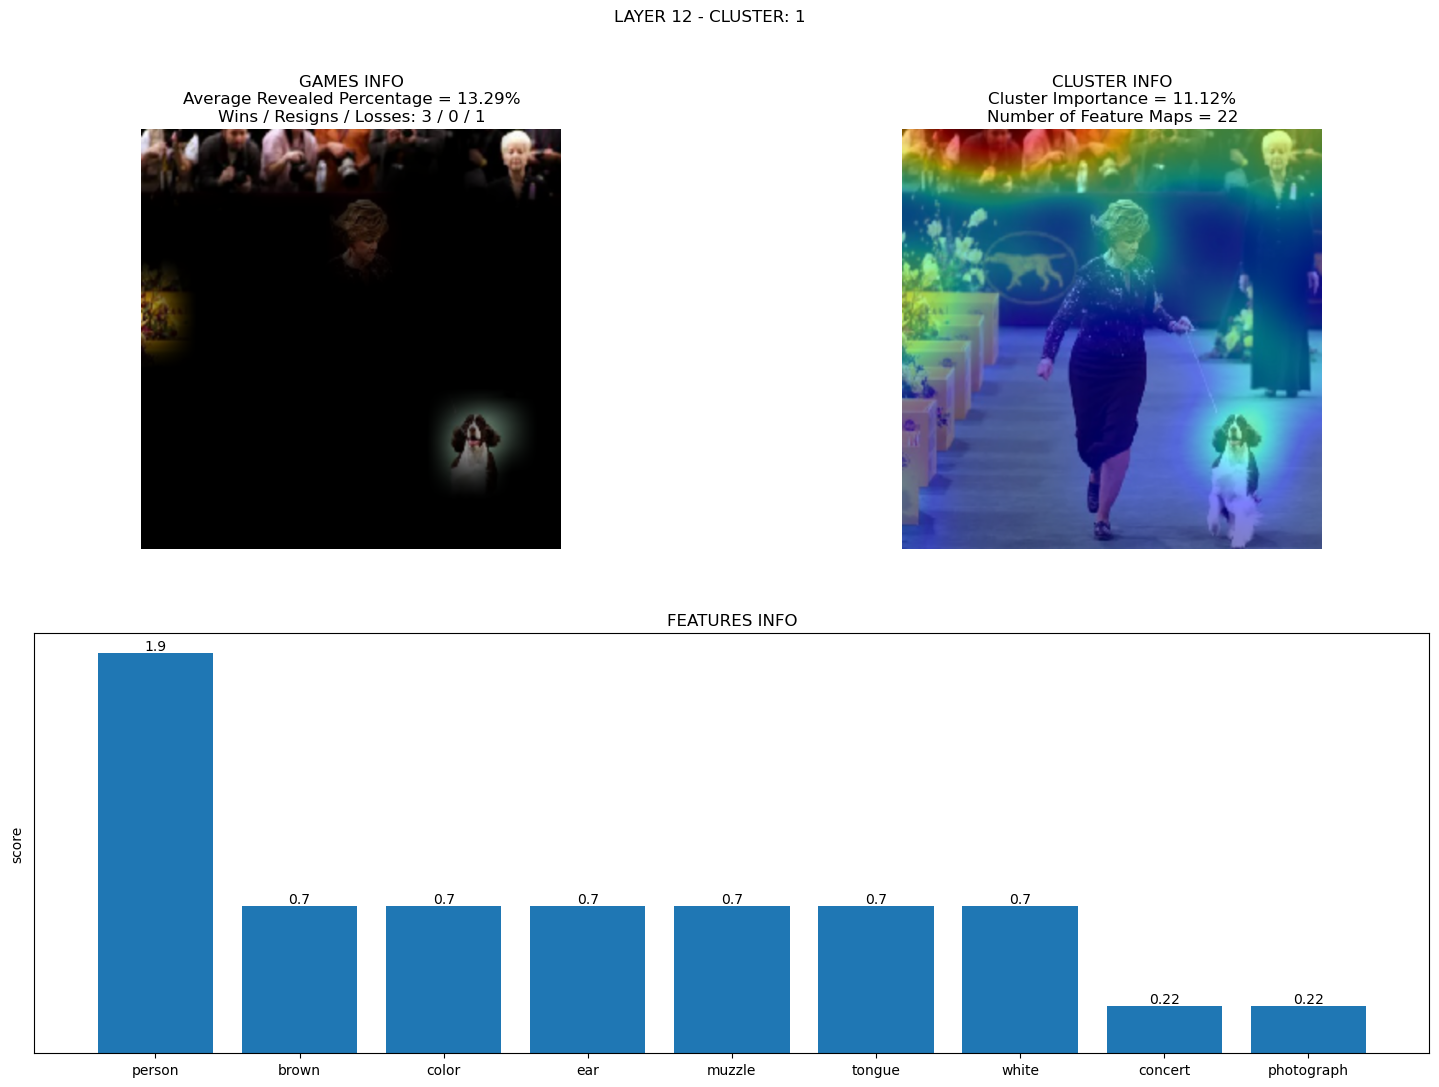 LAYER 12 - CLUSTER: 1
GAMES INFO
Average Revealed Percentage = 13.29%
Wins / Resigns / Losses: 3 / 0 / 1
CLUSTER INFO
Cluster Importance = 11.12%
Number of Feature Maps = 22
FEATURES INFO
score
1.9
0.7
0.7
0.7
0.7
0.7
0.7
0.22
0.22
person
brown
color
ear
muzzle
tongue
white
concert
photograph